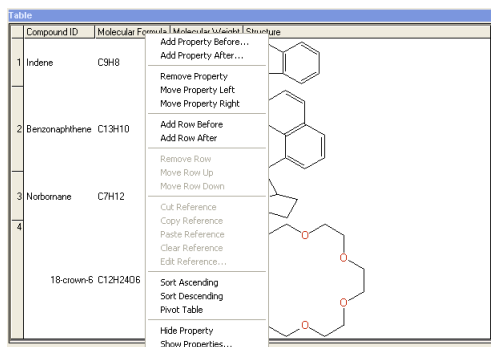 Table
Compound ID Molecular Formula Molecular Weight Structure
Add Property Before...
Add Property After...
1 Indene C9H8
Remove Property
Move Property Left
Move Property Right
Add Row Before
2 Benzonaphthene C13H10
Add Row After
Remove Row
Move Row Up
Move Row Down
3 Norbornane C7H12
Cut Reference
Copy Reference
4
Paste Reference
O O
Clear Reference
Edit Reference...
O
18-crown-6 C12H24O6
Sort Ascending
Sort Descending
O
Pivot Table
O
Hide Property
Show Properties...